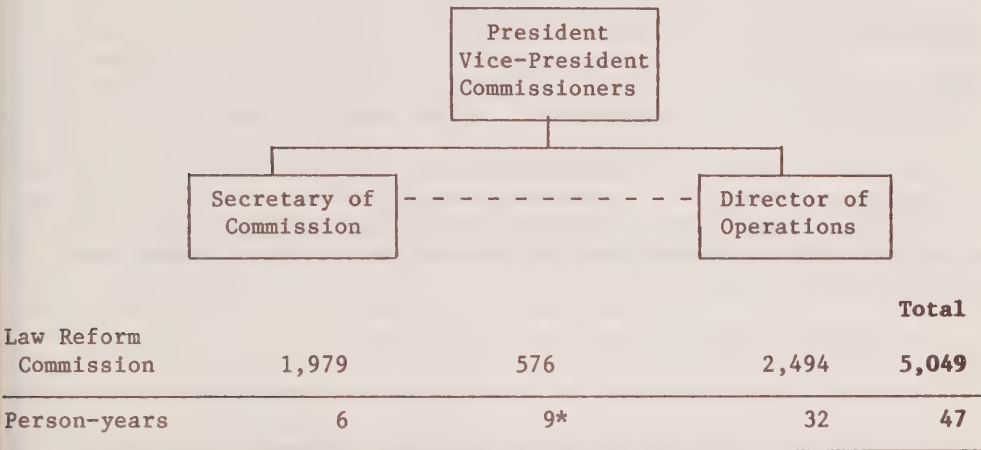 President
Vice-President
Commissioners
Secretary of
Commission
Director of
Operations
Total
Law Reform
Commission 1,979 576 2,494 5,049
Person-years 6 9* 32 47